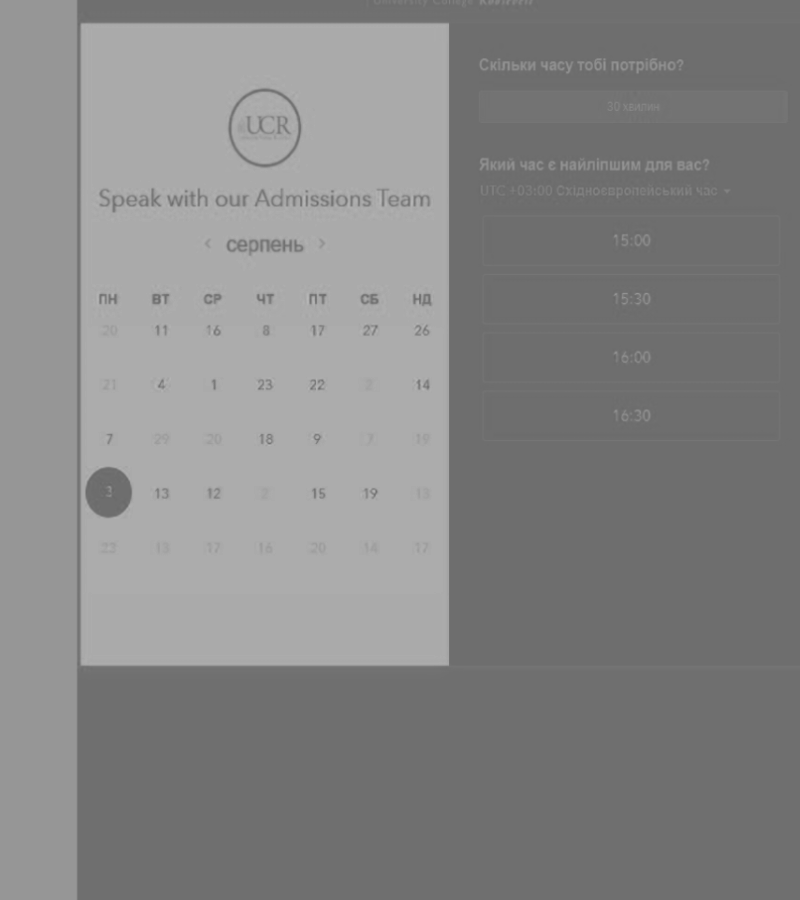 University College Roosevelt
UCR
Speak with our Admissions Team
‹ серпень ›
ПН ВТ СР ЧТ ПТ СБ НД
20 11 16 8 17 27 26
21 4 1 23 22 2 14
7 29 20 18 9 7 19
3 13 12 2 15 19 13
22 13 17 16 20 14 17
Скільки часу тобі потрібно?
30 хвилин
Який час є найліпшим для вас?
UTC +03:00 Східноєвропейський час
15:00
15:30
16:00
16:30